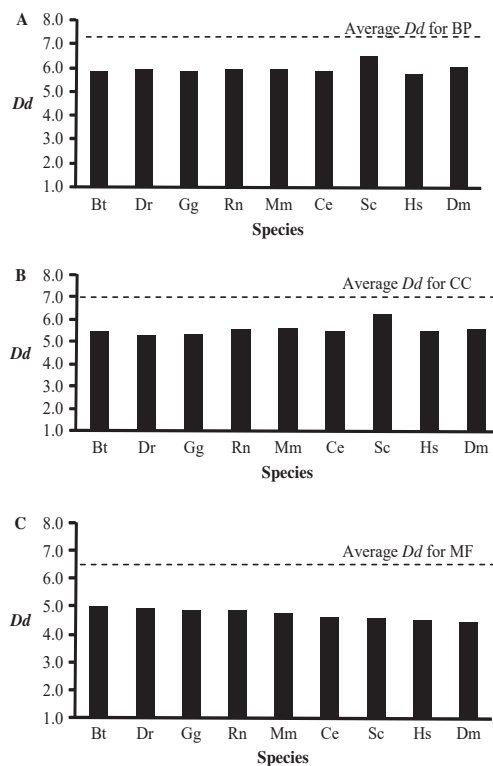 A
8.0
Average Dd for BP
7.0
6.0
5.0
Dd
4.0
3.0
2.0
1.0
Bt Dr Gg Rn Mm Ce Sc Hs Dm
Species
B
8.0
Average Dd for CC
7.0
6.0
5.0
Dd
4.0
3.0
2.0
1.0
Bt Dr Gg Rn Mm Ce Sc Hs Dm
Species
C
8.0
Average Dd for MF
7.0
6.0
5.0
Dd
4.0
3.0
2.0
1.0
Bt Dr Gg Rn Mm Ce Sc Hs Dm
Species